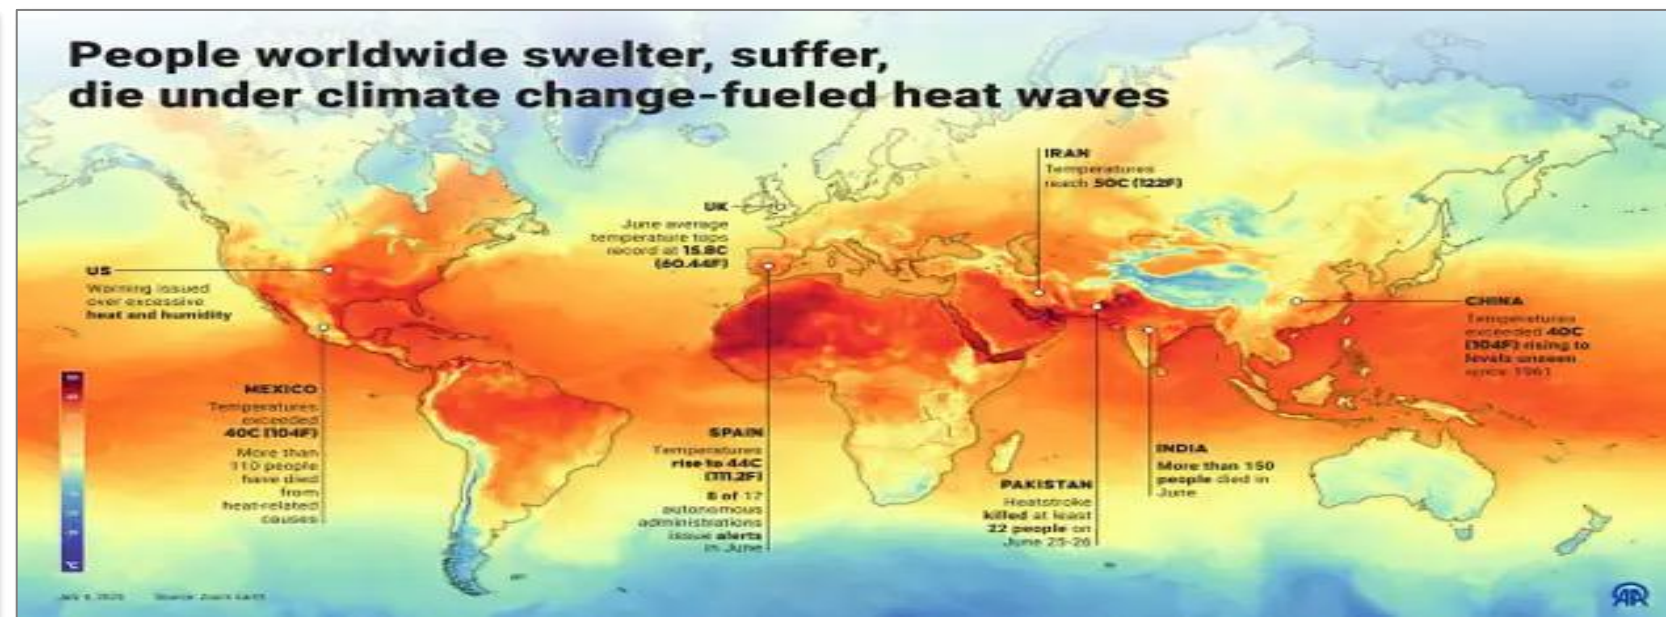 People worldwide swelter, suffer,
die under climate change-fueled heat waves
IRAN
Temperatures
reach 50C (122F)
UK
June average
temperature tops
record at 15.8C
(60.44F)
US
Warning issued
over excessive
heat and humidity
CHINA
Temperatures
exceeded 40C
(104F) rising to
levels unseen
since 1961
MEXICO
Temperatures
exceeded
40C (104F)
More than
110 people
have died
from
heat-related
causes
SPAIN
Temperatures
rise to 44C
(111.2F)
8 of 17
autonomous
administrations
issue alerts
in June
PAKISTAN
Heatstroke
killed at least
22 people on
June 25-26
INDIA
More than 150
people died in
June
°C
Source: Zoom Earth
AA